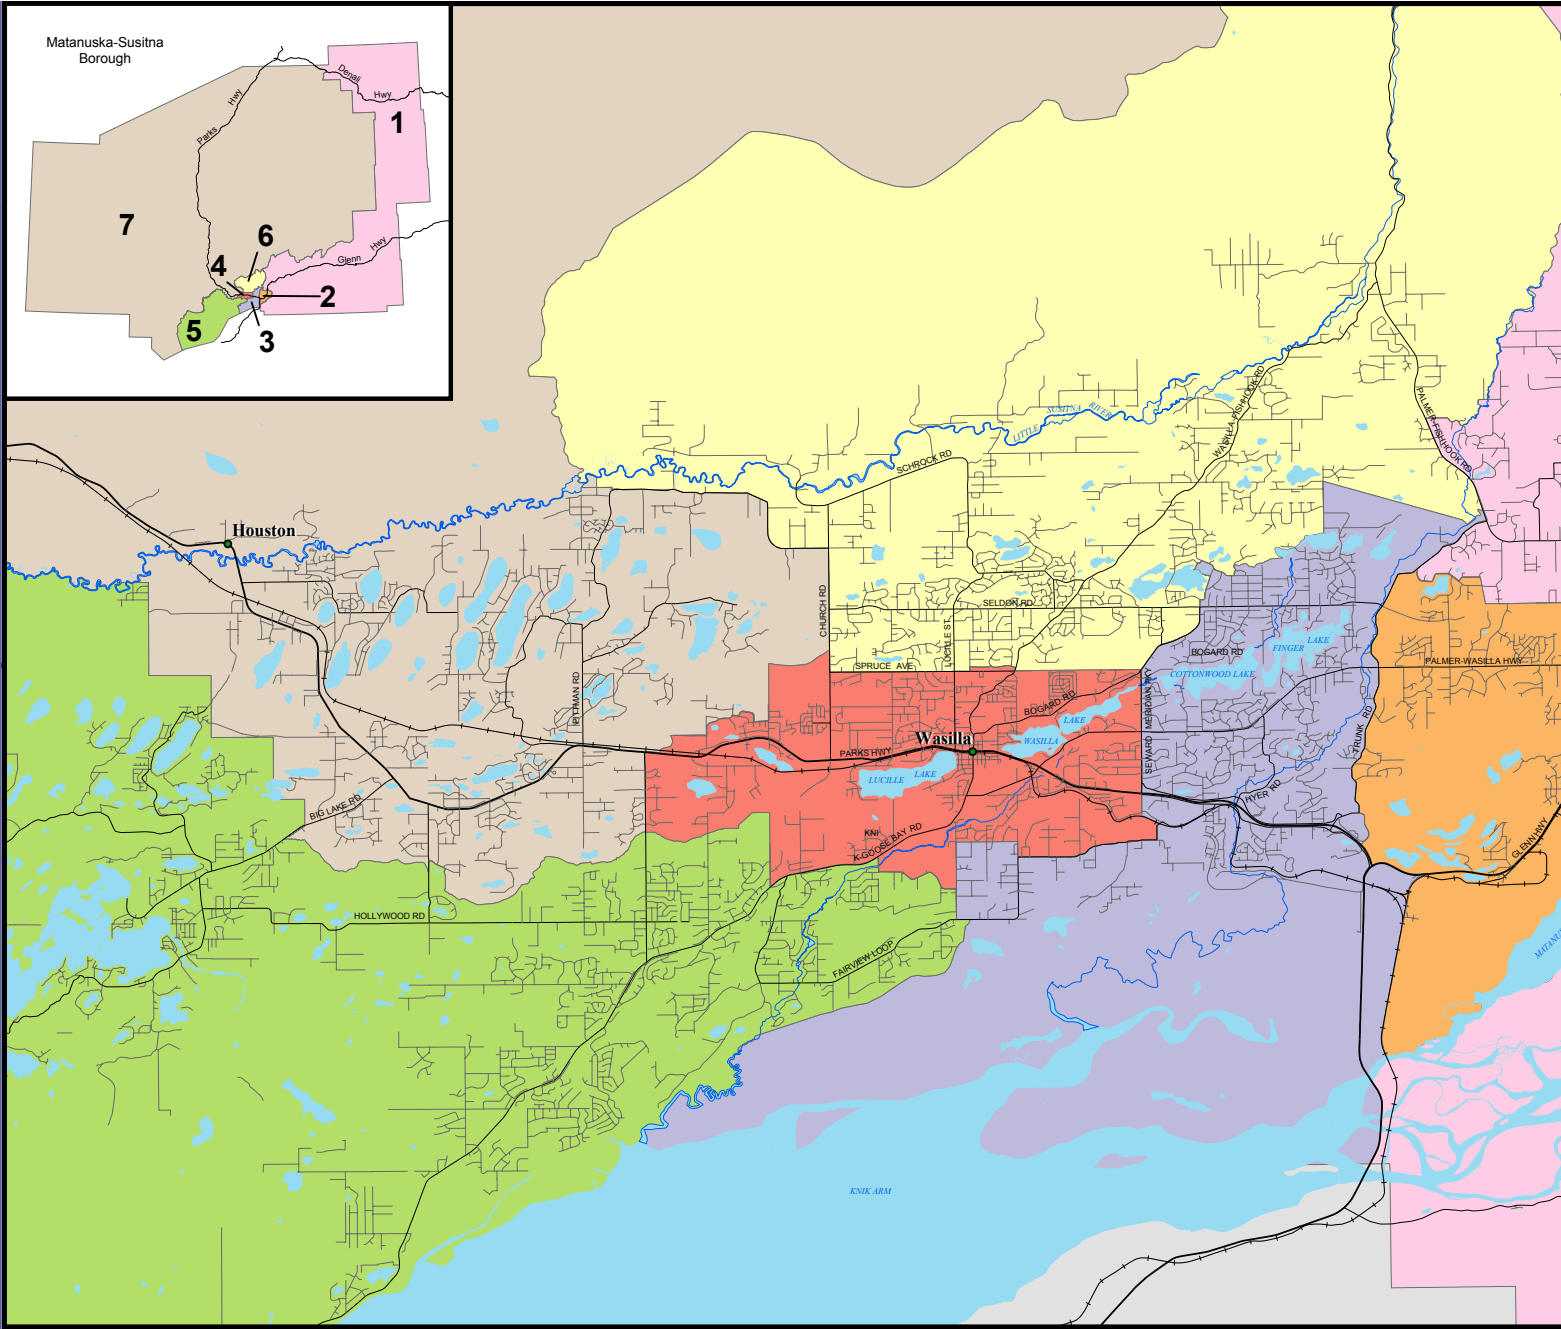 Matanuska-Susitna
Borough
Denali
Hwy
Hwy
Parks
1
7
6
4
Hwy
Glenn
2
5
3
SUSITNA
RIVER
LITTLE
SCHROCK RD
WASILLA-FISHHOOK RD
PALMER-FISHHOOK RD
Houston
CHURCH RD
SELDON RD
LUCILLE ST
SPRUCE AVE
BOGARD RD
LAKE
FINGER
COTTONWOOD LAKE
PALMER-WASILLA HWY
PITTMAN RD
BOGARD RD
LAKE
WASILLA
Wasilla
PARKS HWY
LUCILLE LAKE
SEWARD MERIDIAN PK
TRUNK RD
HYER RD
BIG LAKE RD
KNI
K-GOOSE BAY RD
GLENN HWY
HOLLYWOOD RD
FAIRVIEW LOOP
MATANU
KNIK ARM